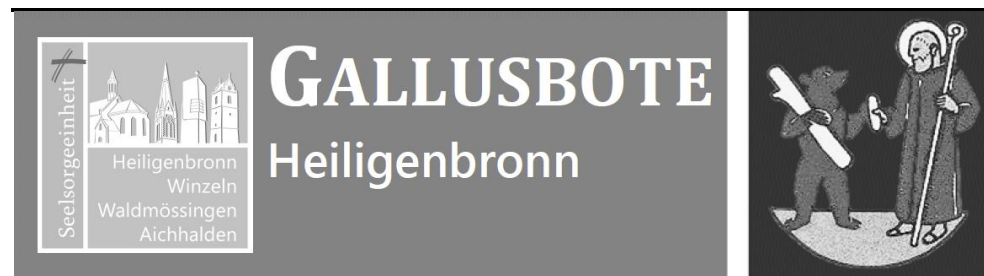 Seelsorgeeinheit
Heiligenbronn
Winzeln
Waldmössingen
Aichhalden
GALLUSBOTE
Heiligenbronn